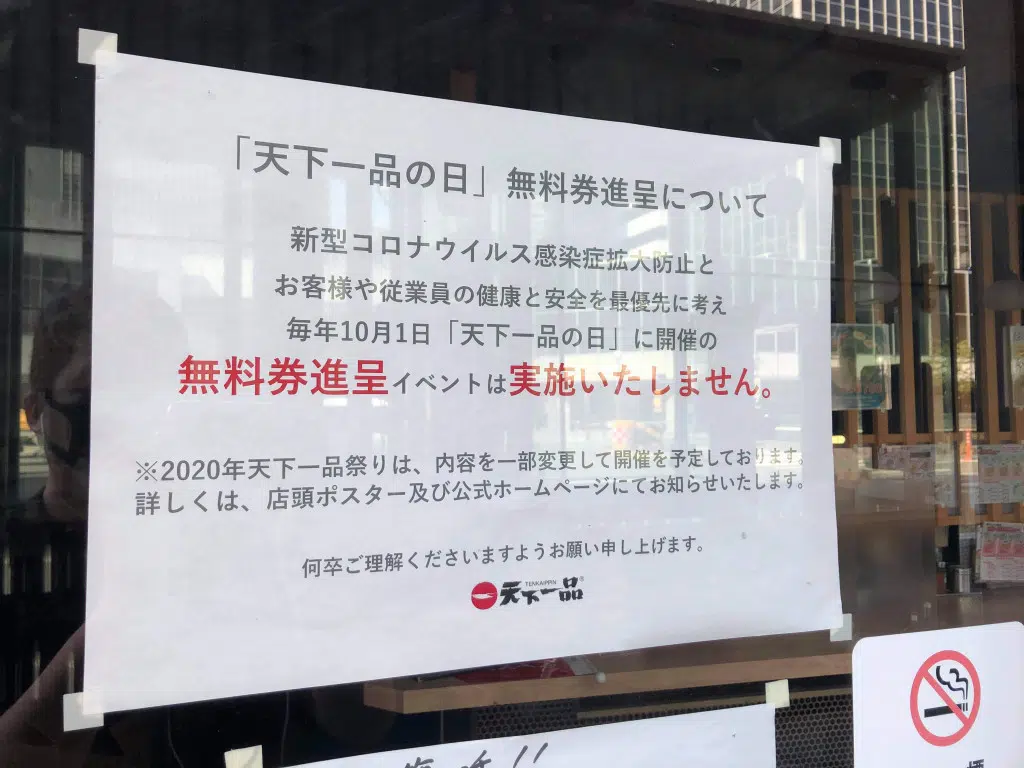 「天下一品の日」無料券進呈について
新型コロナウイルス感染症拡大防止と
お客様や従業員の健康と安全を最優先に考え
毎年10月1日「天下一品の日」に開催の
無料券進呈イベントは実施いたしません。
※2020年天下一品祭りは、内容を一部変更して開催を予定しております。
詳しくは、店頭ポスター及び公式ホームページにてお知らせいたします。
何卒ご理解くださいますようお願い申し上げます。
TENKAIPPIN
天下一品®